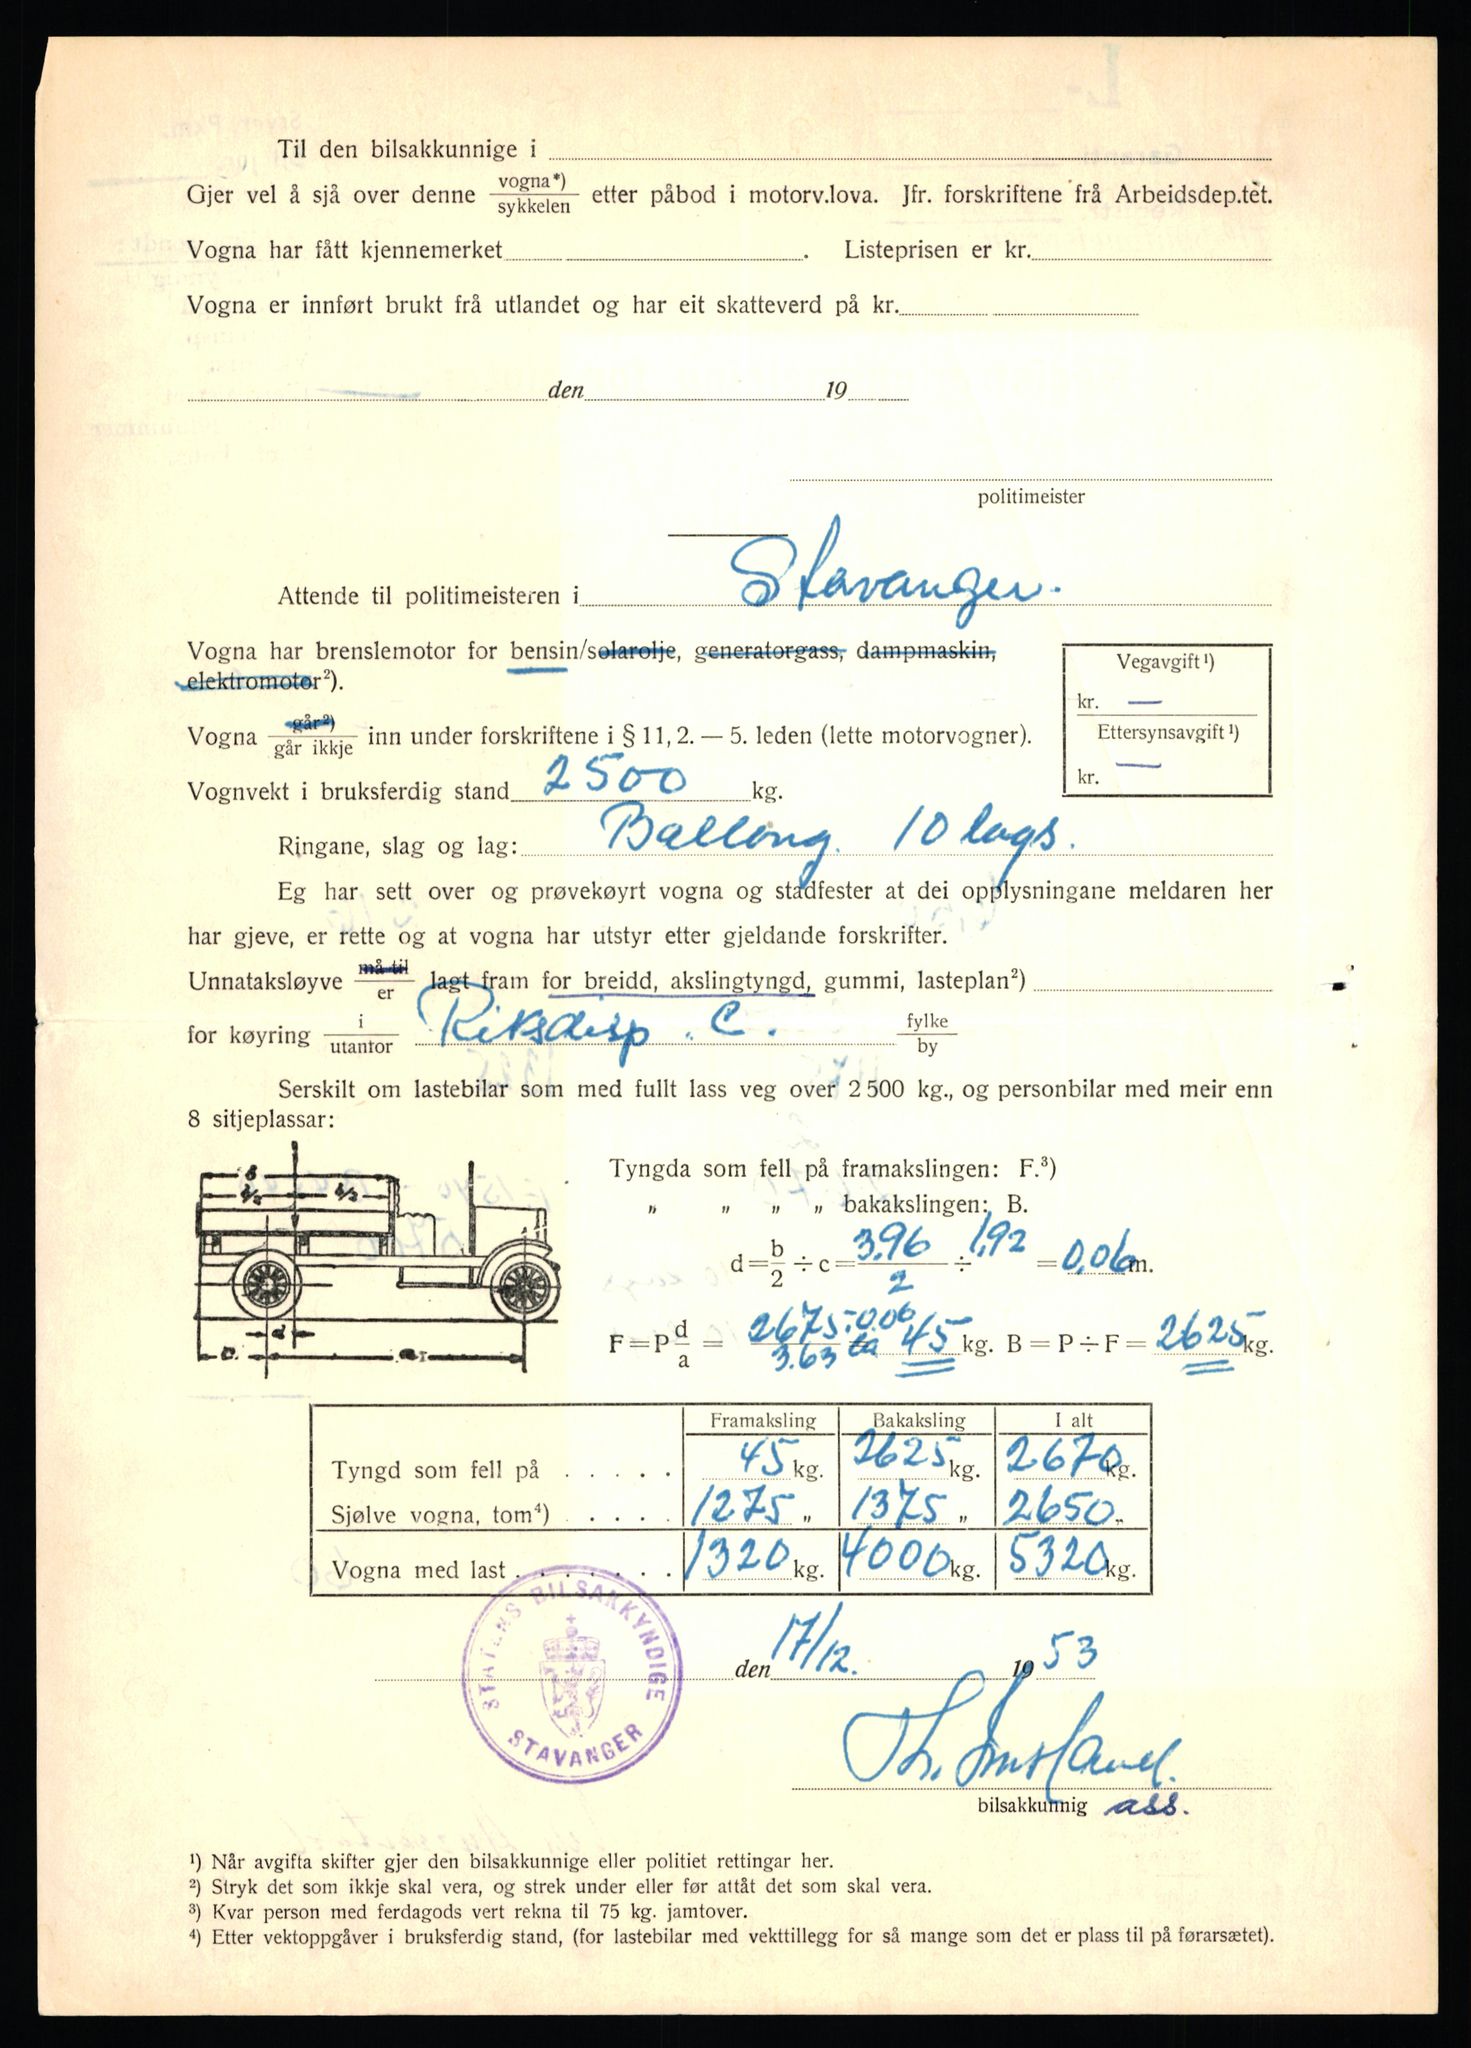 Til den bilsakkunnige i
Gjer vel å sjå over denne vogna*) / sykkelen etter påbod i motorv.lova. Jfr. forskriftene frå Arbeidsdep.tet.
Vogna har fått kjennemerket . Listeprisen er kr.
Vogna er innført brukt frå utlandet og har eit skatteverd på kr.
den 19
politimeister
Attende til politimeisteren i Stavanger.
Vogna har brenslemotor for bensin/solarolje, generatorgass, dampmaskin,
elektromotor²).
Vegavgift¹)
kr. —
Ettersynsavgift¹)
kr. —
Vogna går²) / går ikkje inn under forskriftene i § 11, 2. — 5. leden (lette motorvogner).
Vognvekt i bruksferdig stand 2500 kg.
Ringane, slag og lag: Ballong. 10 lags.
Eg har sett over og prøvekøyrt vogna og stadfester at dei opplysningane meldaren her
har gjeve, er rette og at vogna har utstyr etter gjeldande forskrifter.
Unnataksløyve må til / er lagt fram for breidd, akslingtyngd, gummi, lasteplan²)
for køyring i / utantor Riksdisp. C. fylke / by
Serskilt om lastebilar som med fullt lass veg over 2500 kg., og personbilar med meir enn
8 sitjeplassar:
Tyngda som fell på framakslingen: F.³)
„ „ „ „ bakakslingen: B.
d = b/2 ÷ c = 3.96/2 ÷ 1,92 = 0,06 m.
F = P d/a = 2675 · 0.06 / 3.63 = ca 45 kg. B = P ÷ F = 2625 kg.
Framaksling Bakaksling I alt
Tyngd som fell på . . . . . 45 kg. 2625 kg. 2670 kg.
Sjølve vogna, tom⁴) . . . . 1275 „ 1375 „ 2650 „
Vogna med last . . . . . . . 1320 kg. 4000 kg. 5320 kg.
STATENS BILSAKKYNDIGE
STAVANGER
den 17/12. 1953
bilsakkunnig ass.
¹) Når avgifta skifter gjer den bilsakkunnige eller politiet rettingar her.
²) Stryk det som ikkje skal vera, og strek under eller før attåt det som skal vera.
³) Kvar person med ferdagods vert rekna til 75 kg. jamtover.
⁴) Etter vektoppgåver i bruksferdig stand, (for lastebilar med vekttillegg for så mange som det er plass til på førarsætet).